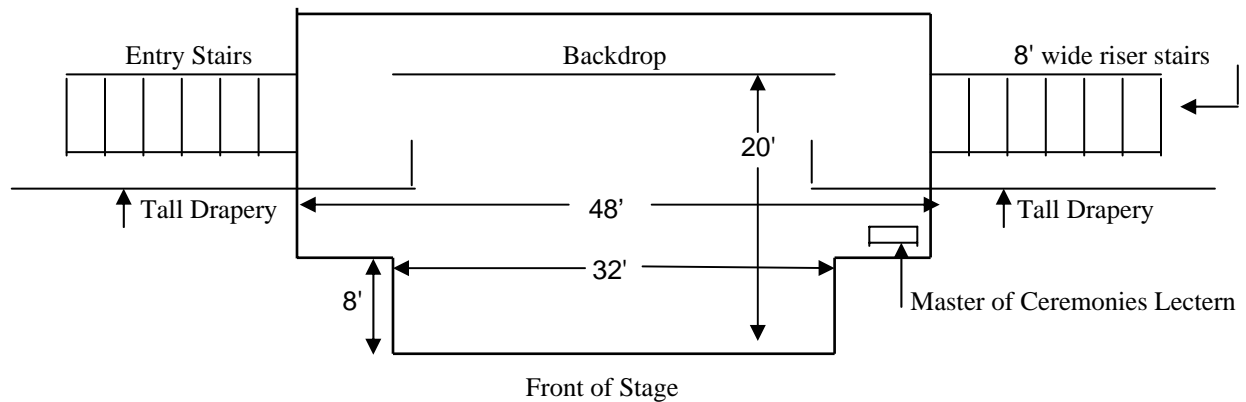 Entry Stairs
Backdrop
8' wide riser stairs
20'
Tall Drapery
48’
Tall Drapery
32'
8'
Master of Ceremonies Lectern
Front of Stage